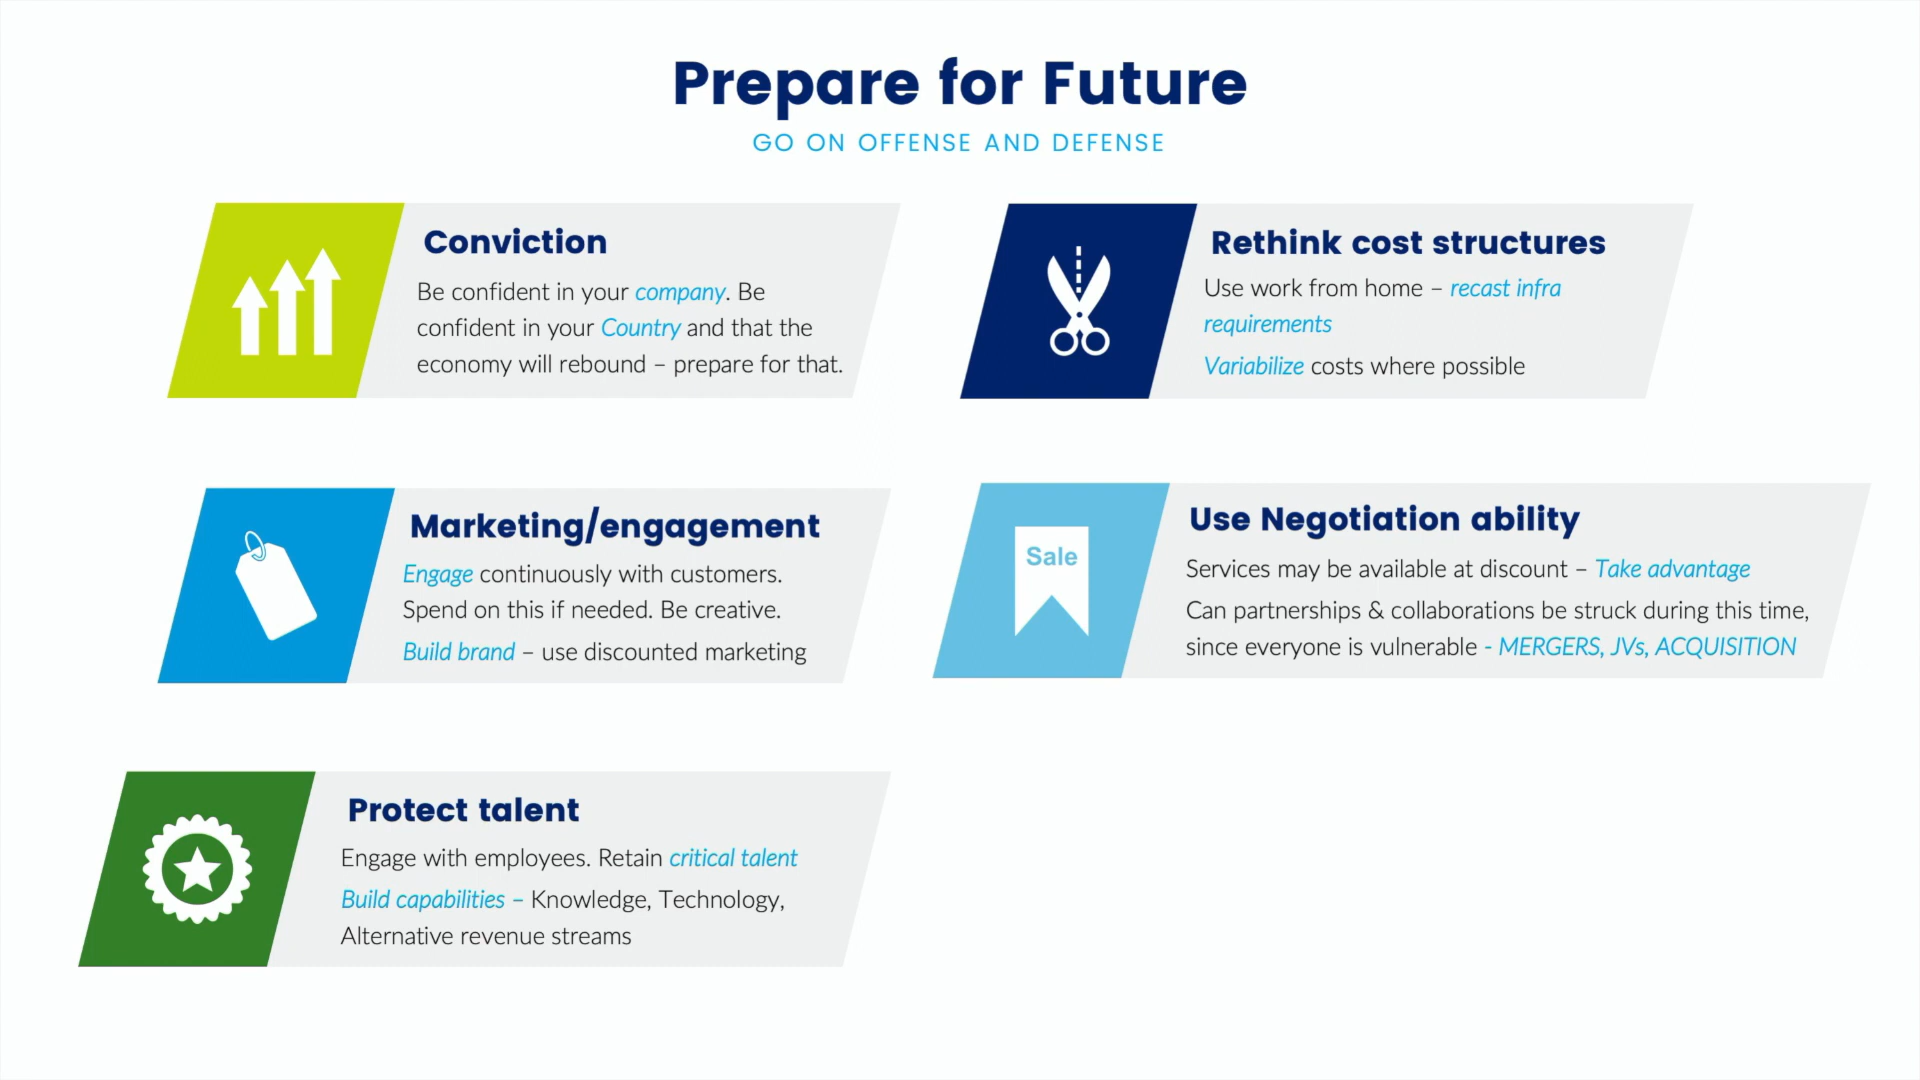 Prepare for Future
GO ON OFFENSE AND DEFENSE
Conviction
Be confident in your company. Be
confident in your Country and that the
economy will rebound – prepare for that.
Rethink cost structures
Use work from home – recast infra
requirements
Variabilize costs where possible
Marketing/engagement
Engage continuously with customers.
Spend on this if needed. Be creative.
Build brand – use discounted marketing
Sale
Use Negotiation ability
Services may be available at discount – Take advantage
Can partnerships & collaborations be struck during this time,
since everyone is vulnerable - MERGERS, JVs, ACQUISITION
Protect talent
Engage with employees. Retain critical talent
Build capabilities – Knowledge, Technology,
Alternative revenue streams